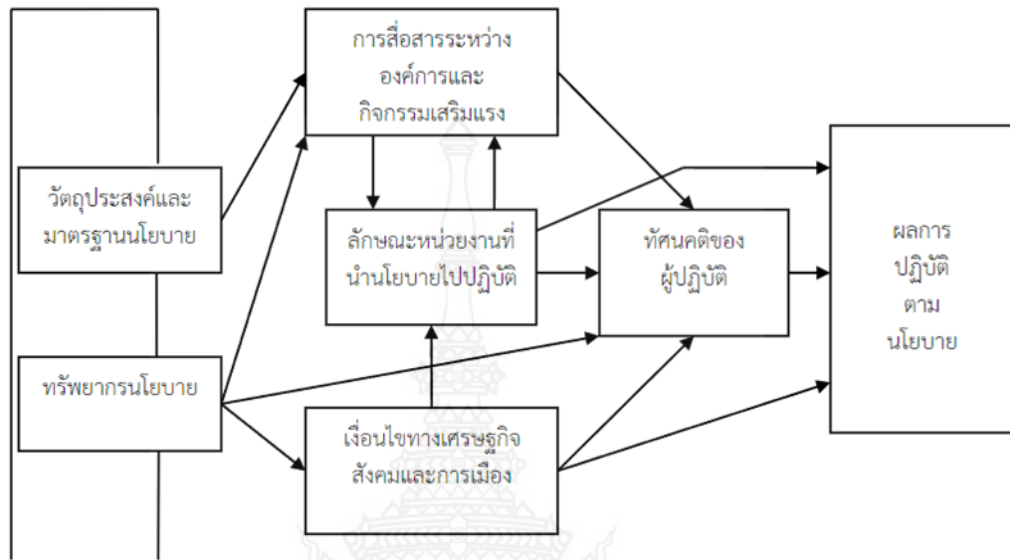 การสื่อสารระหว่าง
องค์การและ
กิจกรรมเสริมแรง
วัตถุประสงค์และ
มาตรฐานนโยบาย
ลักษณะหน่วยงานที่
นำนโยบายไปปฏิบัติ
ทัศนคติของ
ผู้ปฏิบัติ
ผลการ
ปฏิบัติ
ตาม
นโยบาย
ทรัพยากรนโยบาย
เงื่อนไขทางเศรษฐกิจ
สังคมและการเมือง